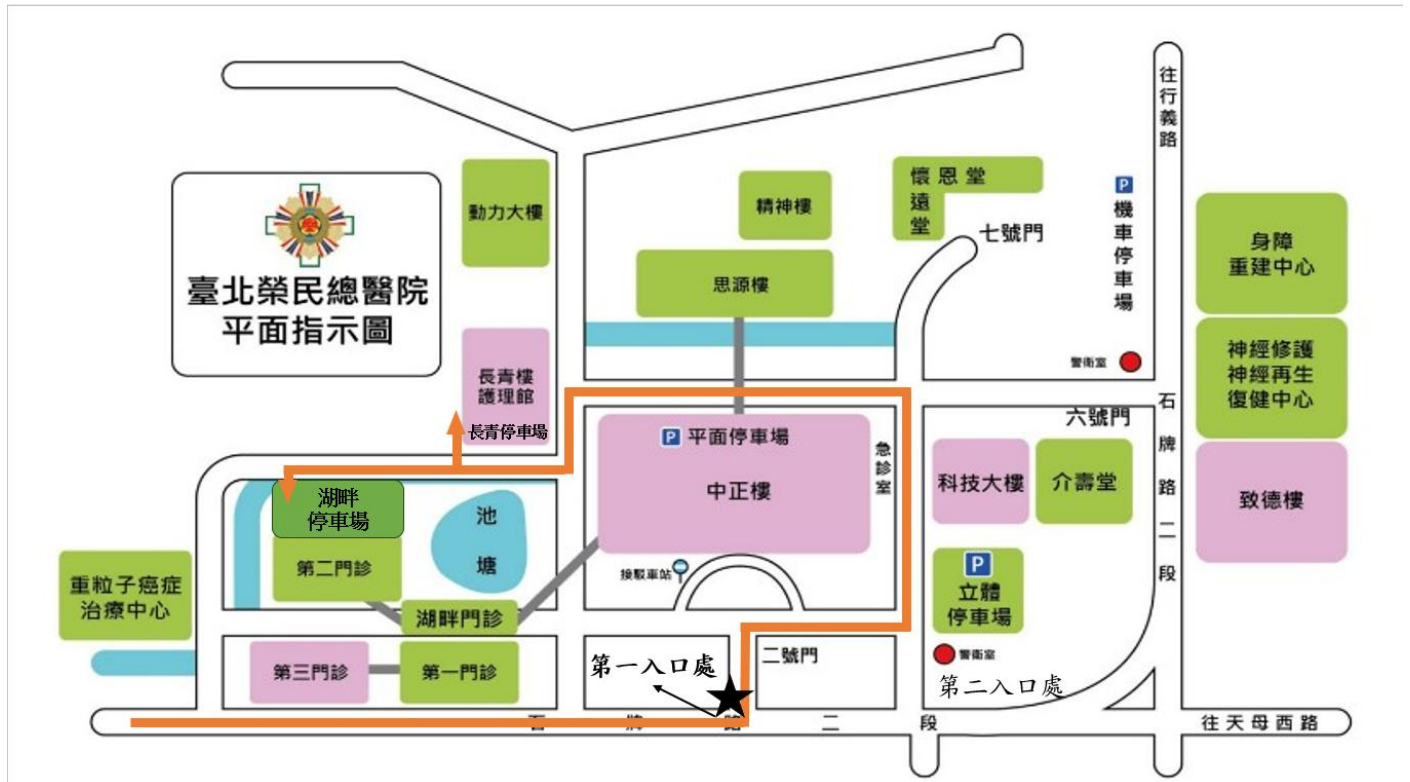 臺北榮民總醫院
平面指示圖
動力大樓
精神樓
懷恩堂
遠堂
七號門
往行義路
P
機車停車場
身障
重建中心
思源樓
長青樓
護理館
長青停車場
警衛室
神經修護
神經再生
復健中心
六號門
石牌路二段
P 平面停車場
中正樓
急診室
科技大樓
介壽堂
致德樓
湖畔
停車場
池塘
第二門診
接駁車站
P
立體
停車場
重粒子癌症
治療中心
湖畔門診
第三門診
第一門診
第一入口處
二號門
警衛室
第二入口處
石牌路二段
往天母西路